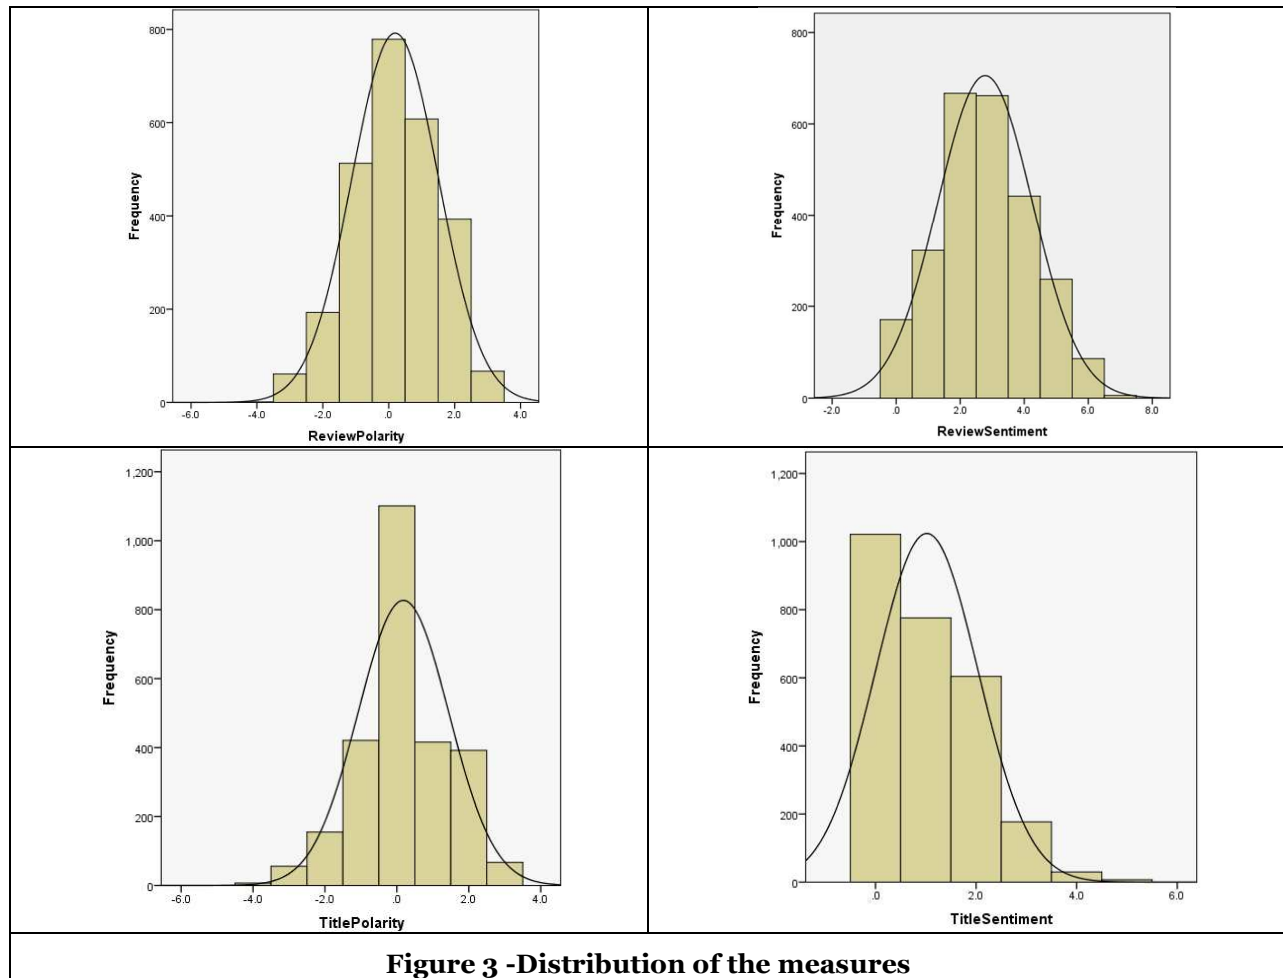 800
600
400
200
0
Frequency
-6.0 -4.0 -2.0 .0 2.0 4.0
ReviewPolarity
800
600
400
200
0
Frequency
-2.0 .0 2.0 4.0 6.0 8.0
ReviewSentiment
1,200
1,000
800
600
400
200
0
Frequency
-6.0 -4.0 -2.0 .0 2.0 4.0
TitlePolarity
1,200
1,000
800
600
400
200
0
Frequency
.0 2.0 4.0 6.0
TitleSentiment
Figure 3 -Distribution of the measures